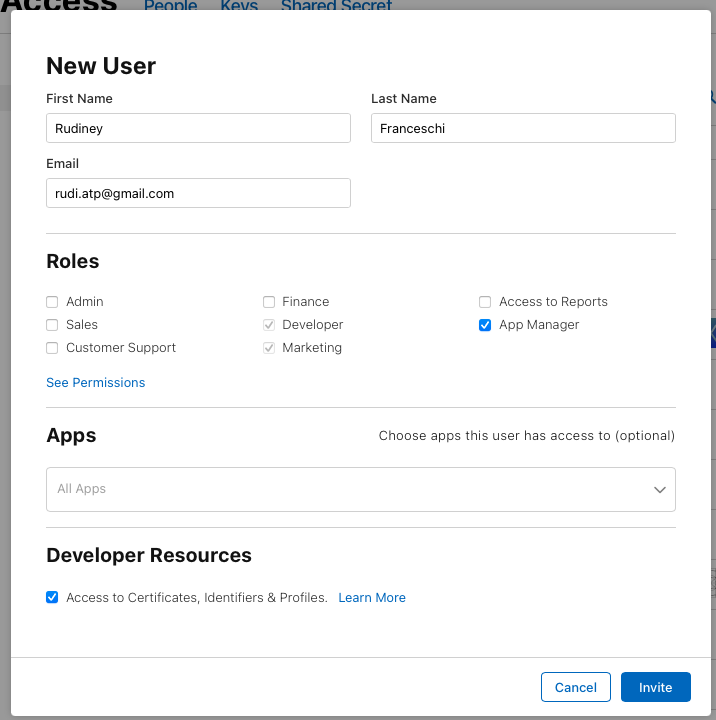 Access People Keys Shared Secret
New User
First Name Last Name
Rudiney Franceschi
Email
rudi.atp@gmail.com
Roles
Admin Finance Access to Reports
Sales Developer App Manager
Customer Support Marketing
See Permissions
Apps Choose apps this user has access to (optional)
All Apps
Developer Resources
Access to Certificates, Identifiers & Profiles. Learn More
Cancel Invite